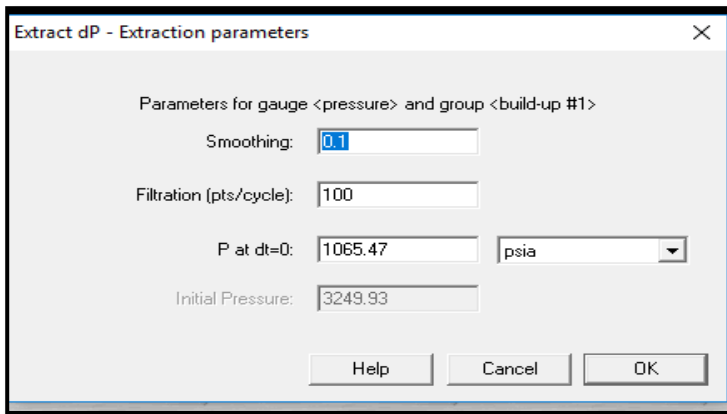 Extract dP - Extraction parameters
Parameters for gauge <pressure> and group <build-up #1>
Smoothing: 0.1
Filtration (pts/cycle): 100
P at dt=0: 1065.47 psia
Initial Pressure: 3249.93
Help Cancel OK